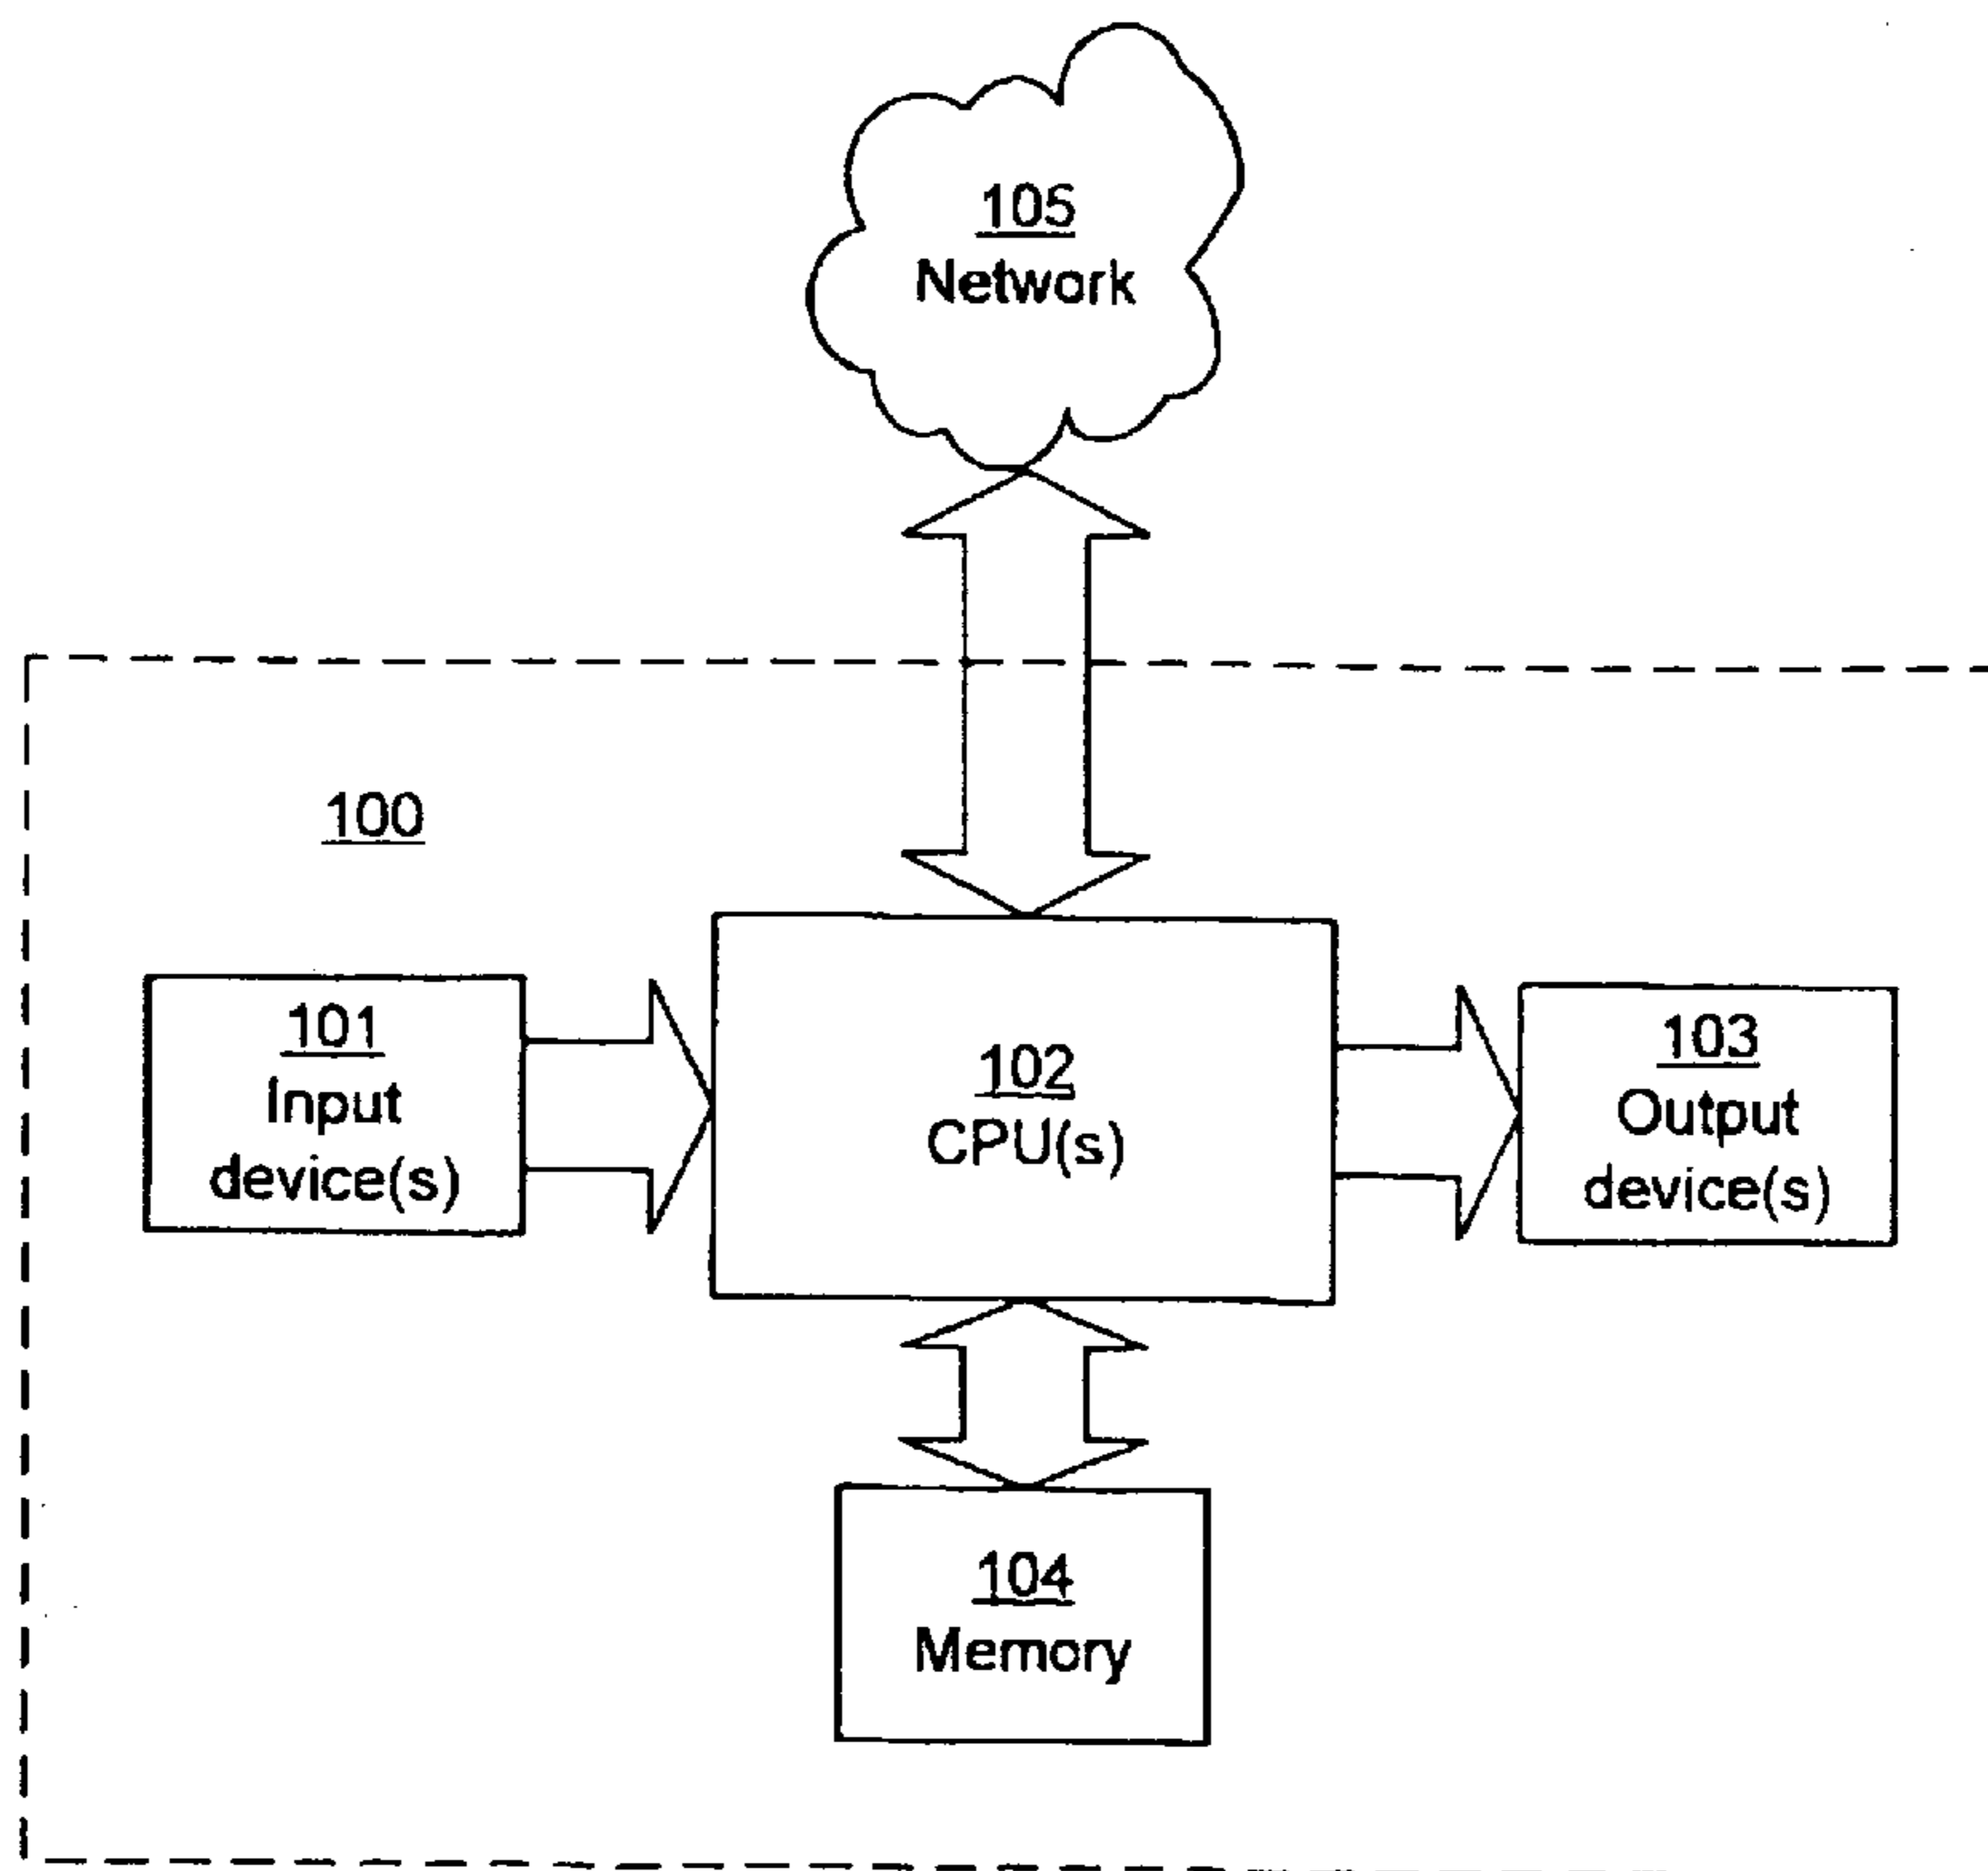 105
Network
100
101
Input
device(s)
102
CPU(s)
103
Output
device(s)
104
Memory